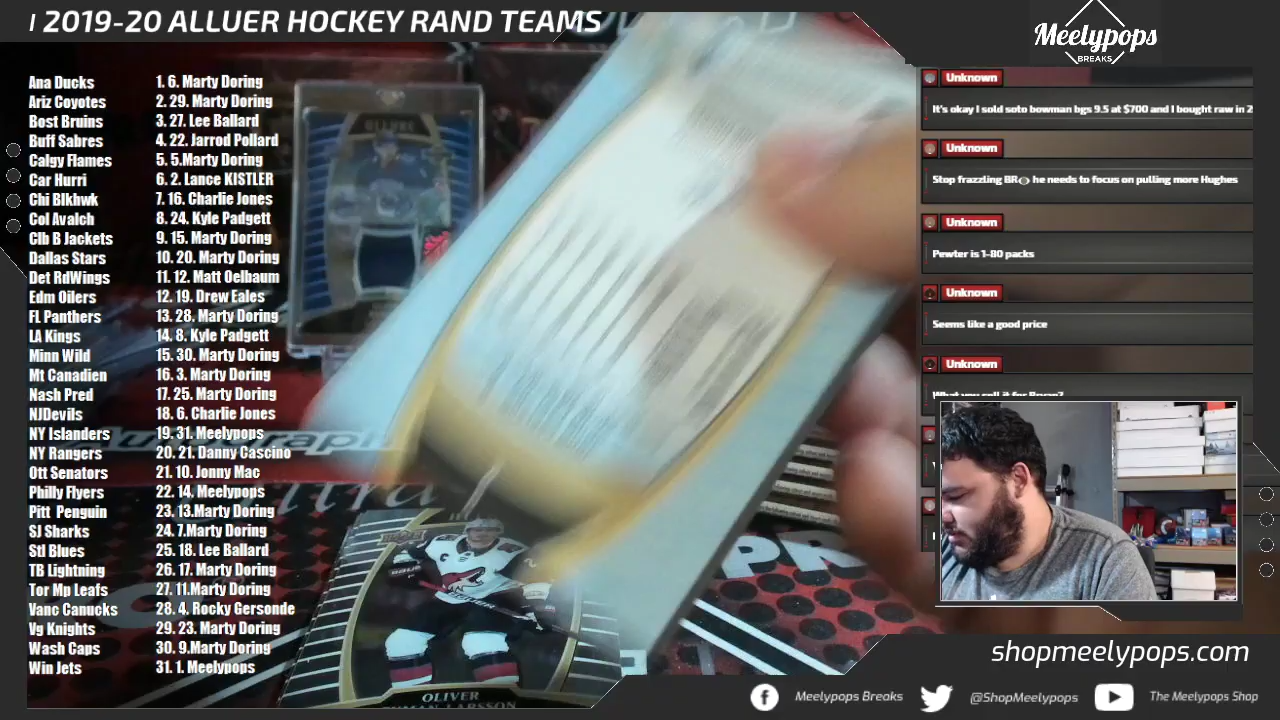 2019-20 ALLUER HOCKEY RAND TEAMS
Meelypops
BREAKS
Ana Ducks 1. 6. Marty Doring
Ariz Coyotes 2. 29. Marty Doring
Bost Bruins 3. 27. Lee Ballard
Buff Sabres 4. 22. Jarrod Pollard
Calgy Flames 5. 5.Marty Doring
Car Hurri 6. 2. Lance KISTLER
Chi Blkhwk 7. 16. Charlie Jones
Col Avalch 8. 24. Kyle Padgett
Clb B Jackets 9. 15. Marty Doring
Dallas Stars 10. 20. Marty Doring
Det RdWings 11. 12. Matt Oelbaum
Edm Oilers 12. 19. Drew Eales
FL Panthers 13. 28. Marty Doring
LA Kings 14. 8. Kyle Padgett
Minn Wild 15. 30. Marty Doring
Mt Canadien 16. 3. Marty Doring
Nash Pred 17. 25. Marty Doring
NJDevils 18. 6. Charlie Jones
NY Islanders 19. 31. Meelypops
NY Rangers 20. 21. Danny Cascino
Ott Senators 21. 10. Jonny Mac
Philly Flyers 22. 14. Meelypops
Pitt Penguin 23. 13.Marty Doring
SJ Sharks 24. 7.Marty Doring
Stl Blues 25. 18. Lee Ballard
TB Lightning 26. 17. Marty Doring
Tor Mp Leafs 27. 11.Marty Doring
Vanc Canucks 28. 4. Rocky Gersonde
Vg Knights 29. 23. Marty Doring
Wash Caps 30. 9.Marty Doring
Win Jets 31. 1. Meelypops
ALLURE
OLIVER
Unknown
It's okay I sold soto bowman bgs 9.5 at $700 and I bought raw in 2
Unknown
Stop frazzling BR he needs to focus on pulling more Hughes
Unknown
Pewter is 1-80 packs
Unknown
Seems like a good price
Unknown
shopmeelypops.com
Meelypops Breaks
@ShopMeelypops
The Meelypops Shop